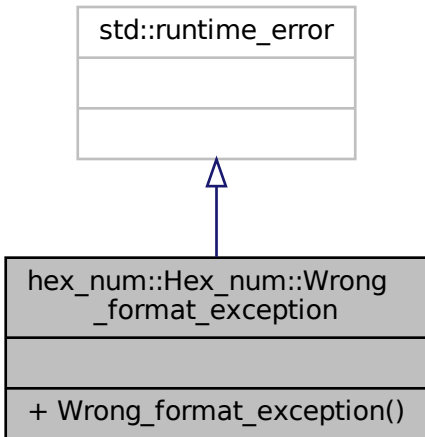 std::runtime_error
hex_num::Hex_num::Wrong
_format_exception
+ Wrong_format_exception()